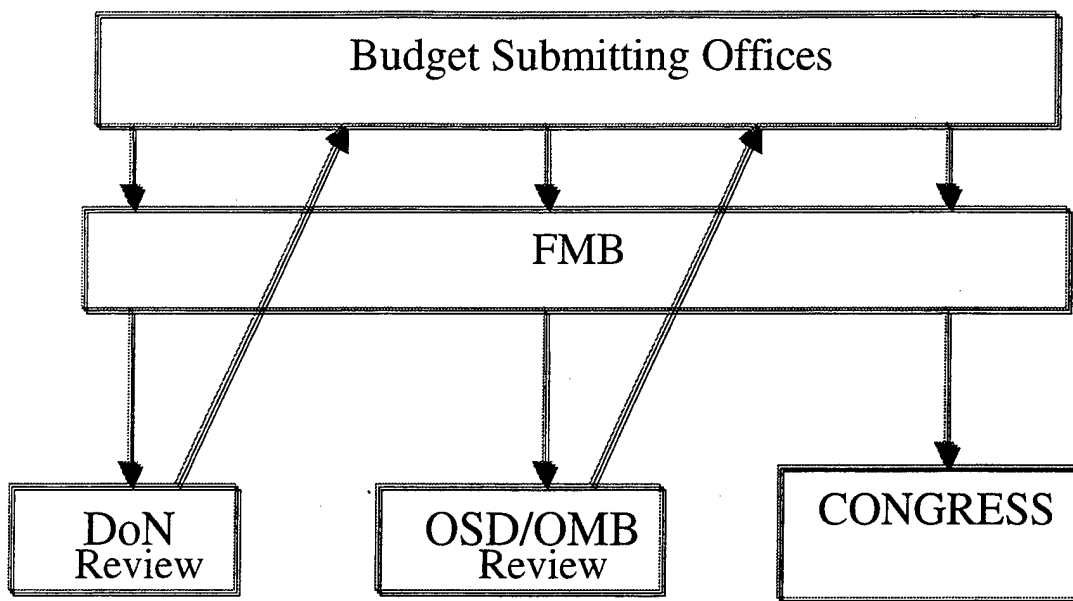 Budget Submitting Offices
FMB
DoN
Review
OSD/OMB
Review
CONGRESS